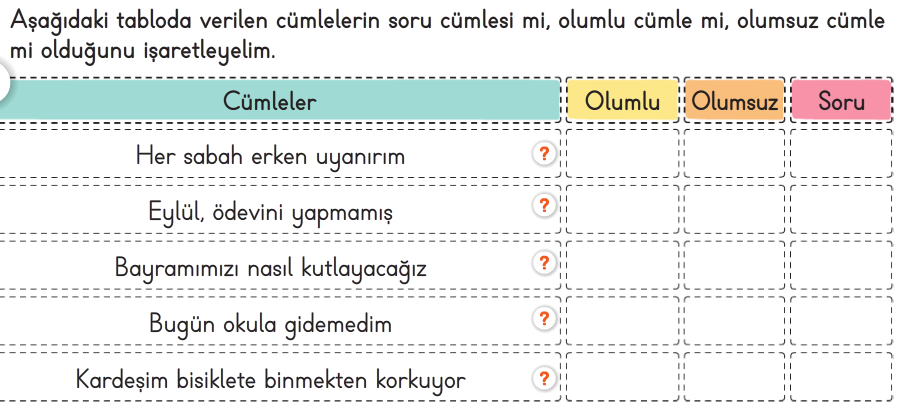 Aşağıdaki tabloda verilen cümlelerin soru cümlesi mi, olumlu cümle mi, olumsuz cümle
mi olduğunu işaretleyelim.
Cümleler Olumlu Olumsuz Soru
Her sabah erken uyanırım ?
Eylül, ödevini yapmamış ?
Bayramımızı nasıl kutlayacağız ?
Bugün okula gidemedim ?
Kardeşim bisiklete binmekten korkuyor ?